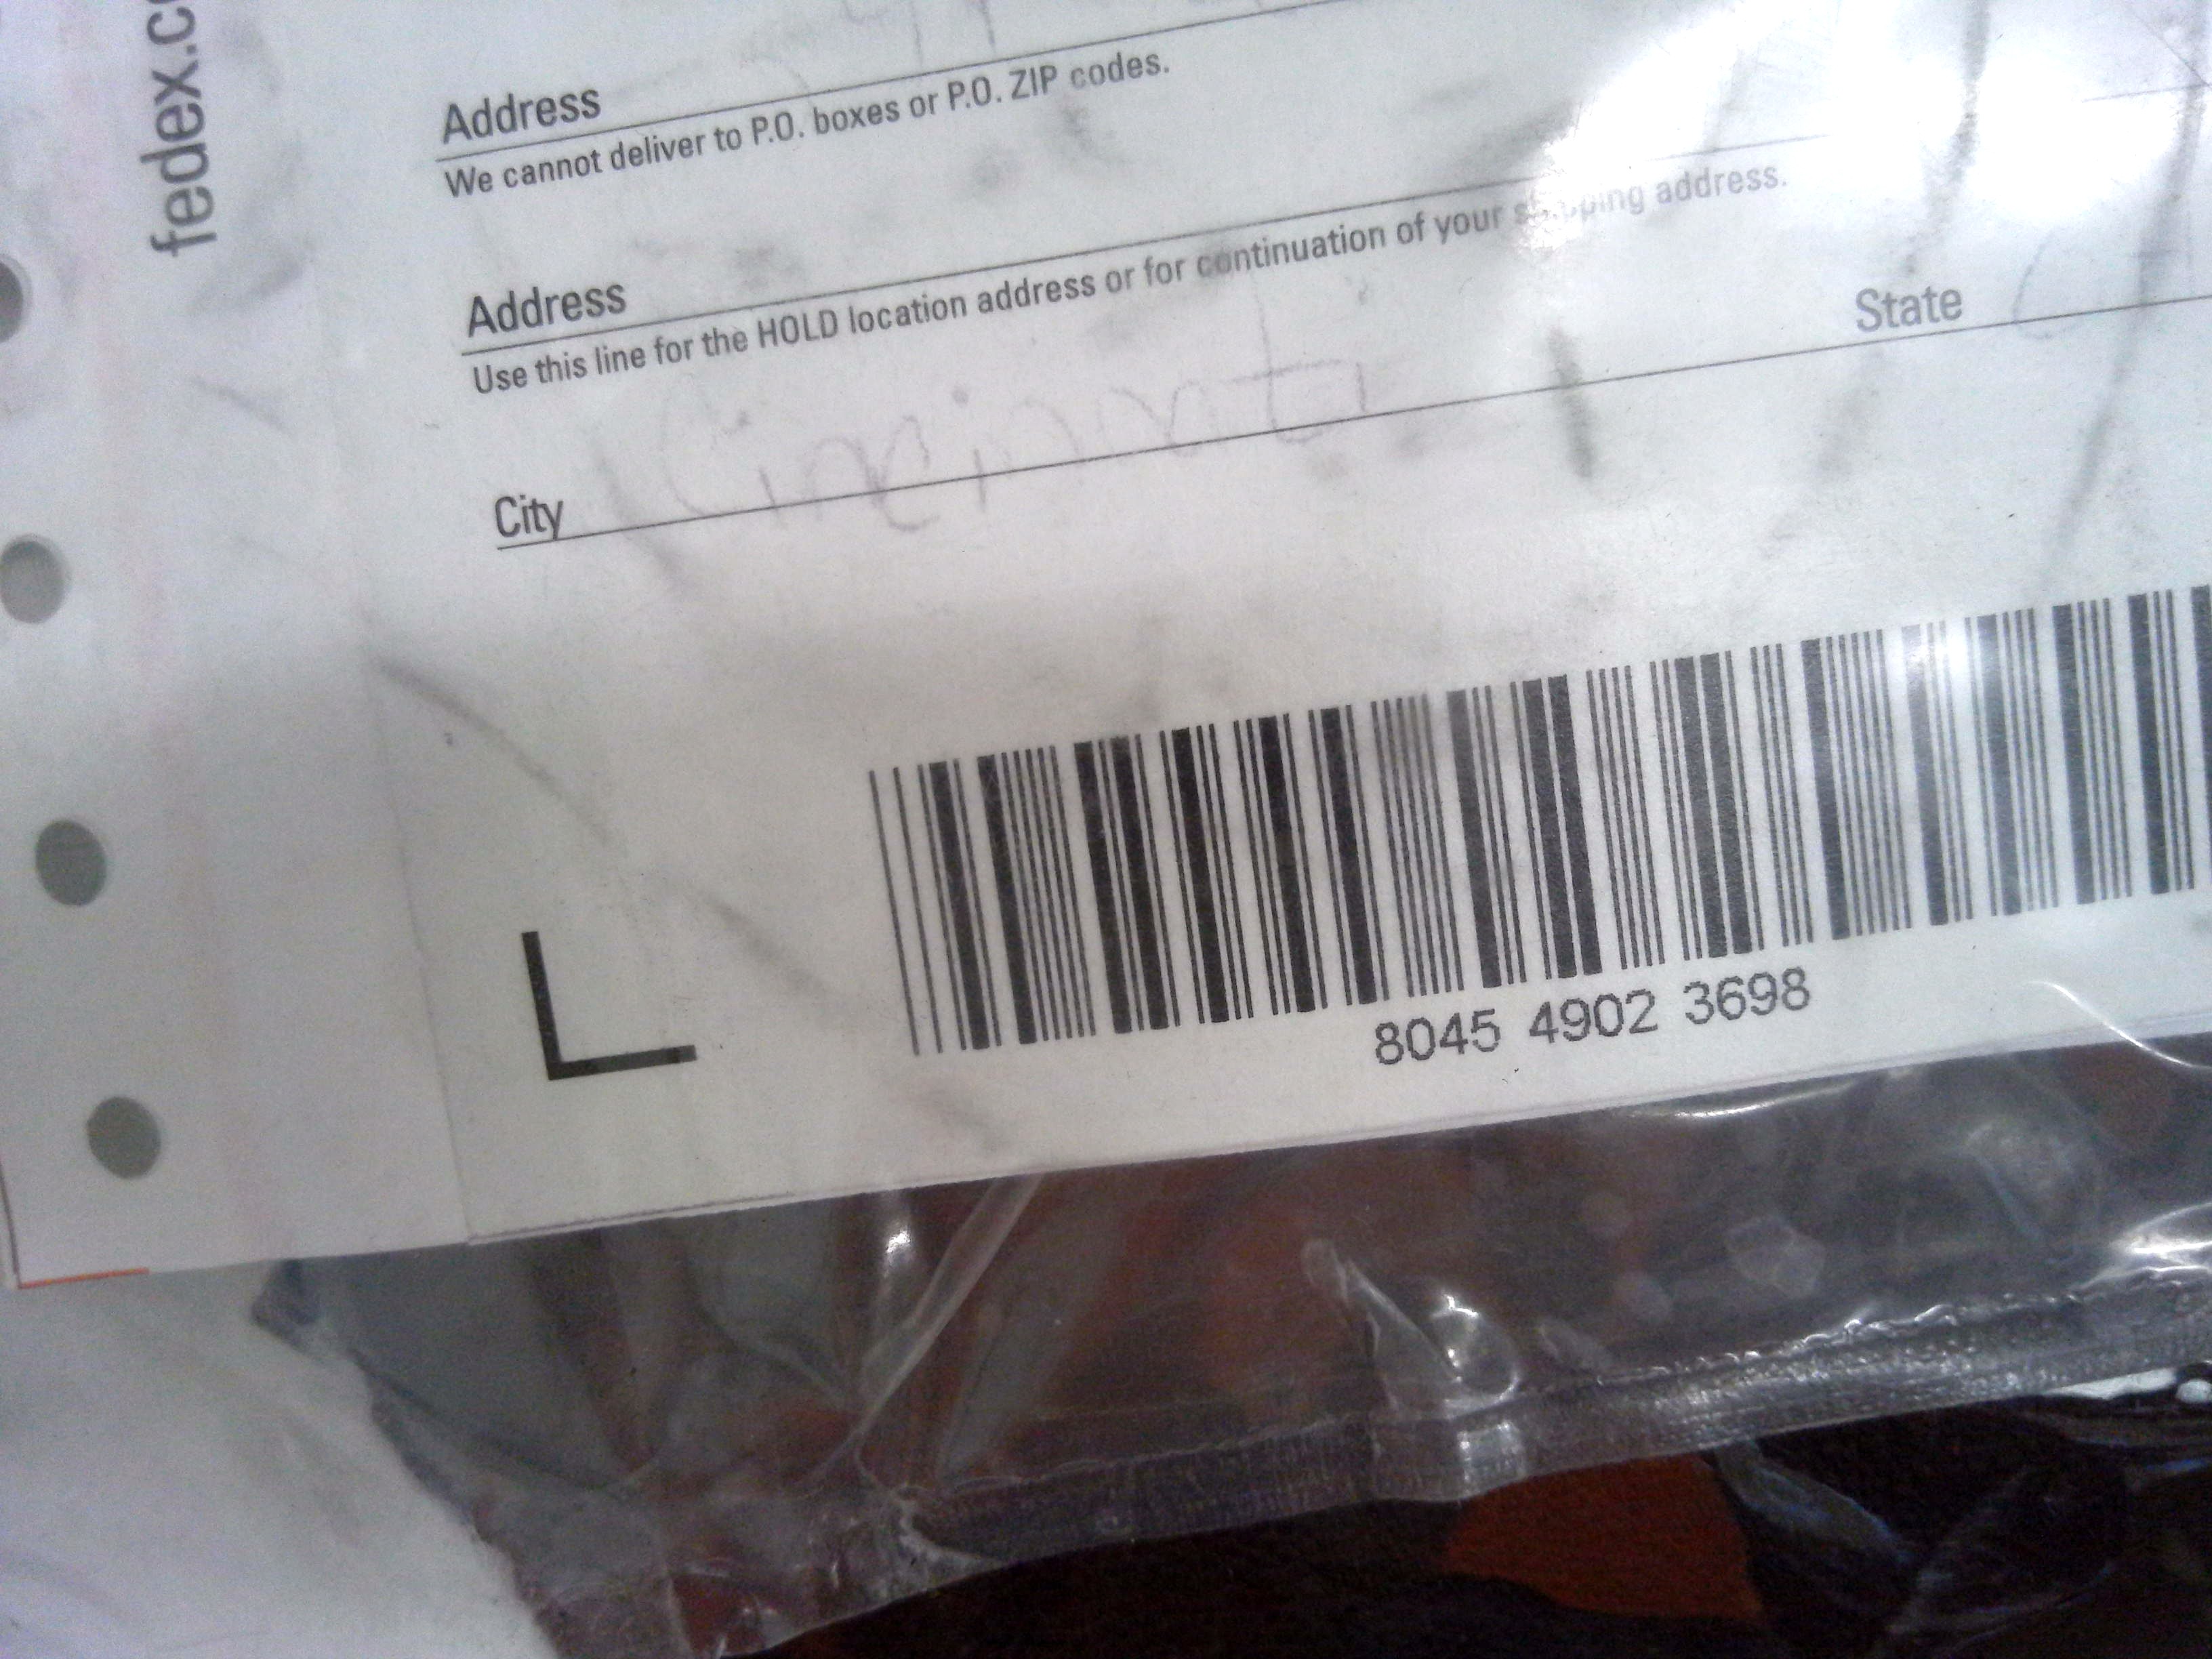 fedex.c
Address
We cannot deliver to P.O. boxes or P.O. ZIP codes.
Address
Use this line for the HOLD location address or for continuation of your shipping address.
City
State
L
8045 4902 3698